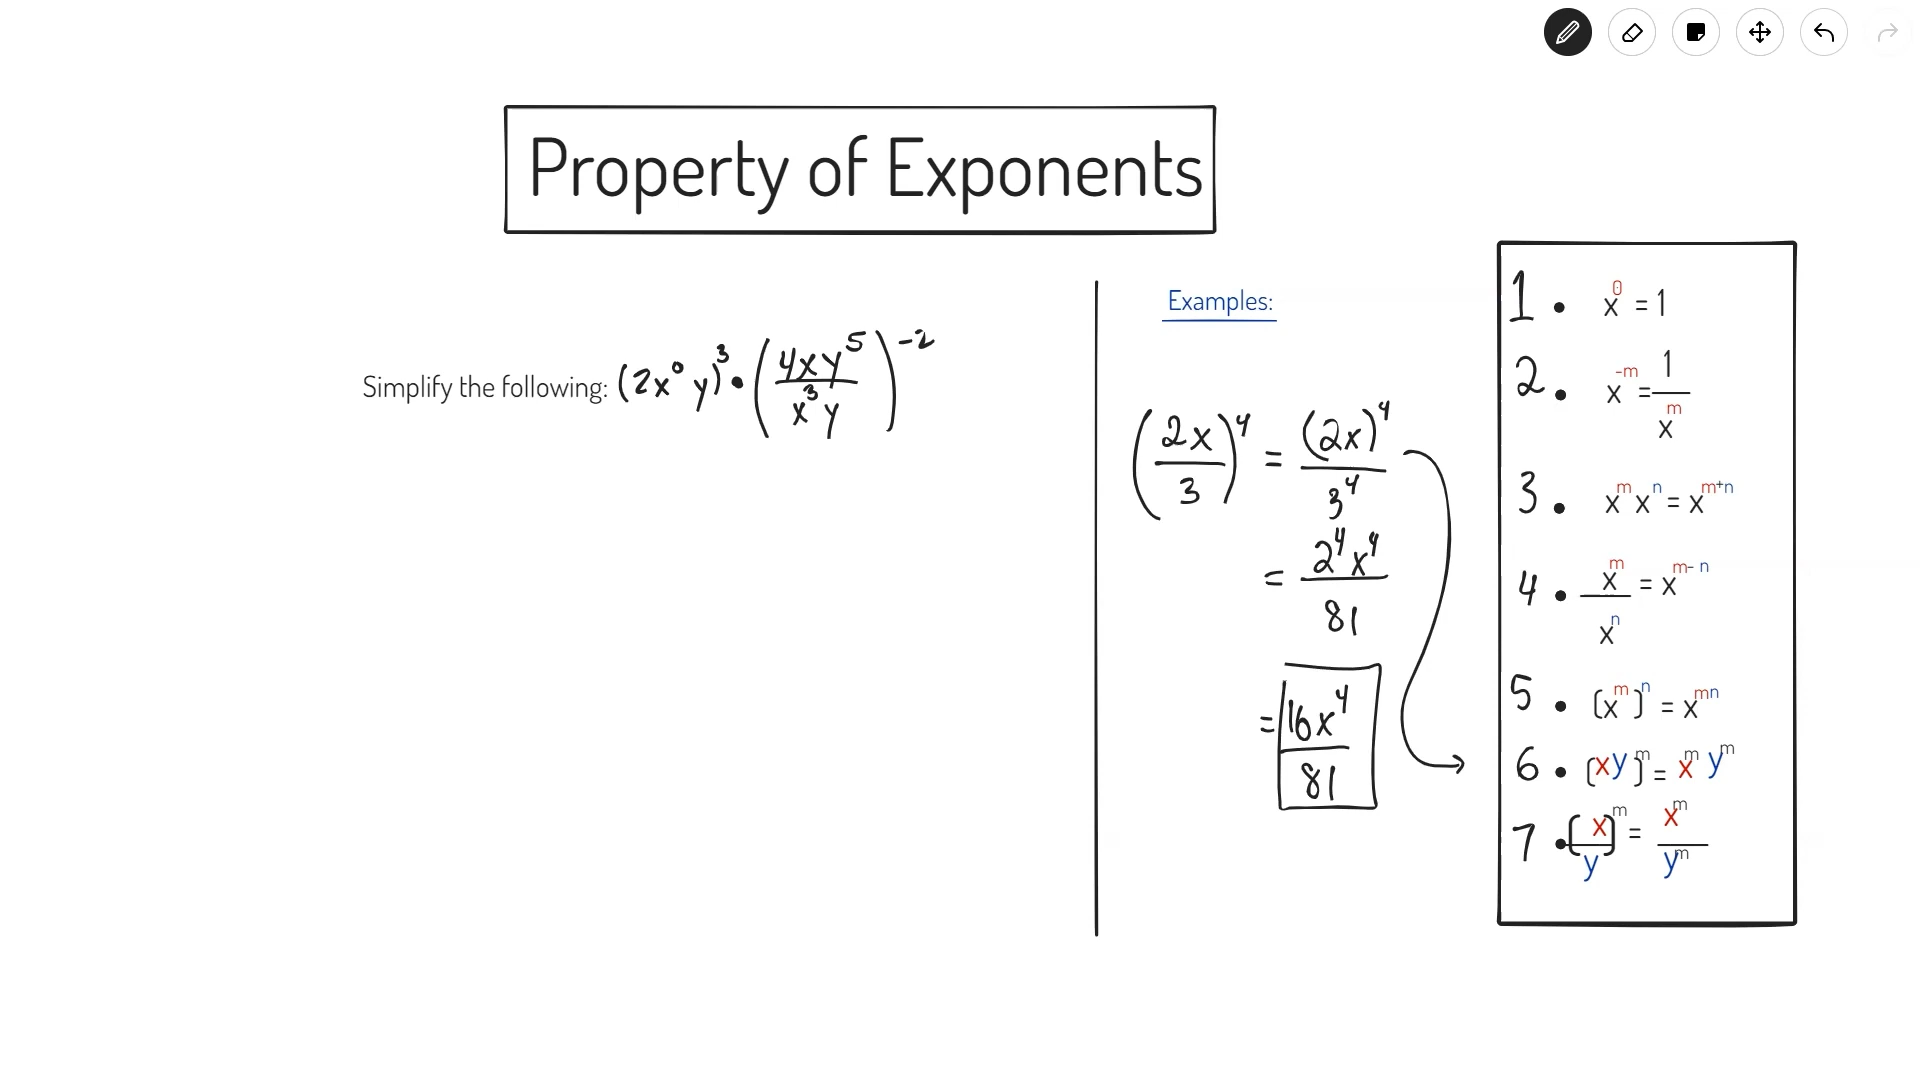 Property of Exponents
Simplify the following: (2x⁰y)³ • (4xy⁵/x³y)⁻²
Examples:
(2x/3)⁴ = (2x)⁴/3⁴
= 2⁴x⁴/81
= 16x⁴/81
1 • x⁰ = 1
2 • x⁻ᵐ = 1/xᵐ
3 • xᵐ xⁿ = xᵐ⁺ⁿ
4 • xᵐ/xⁿ = xᵐ⁻ⁿ
5 • (xᵐ)ⁿ = xᵐⁿ
6 • (xy)ᵐ = xᵐ yᵐ
7 • (x/y)ᵐ = xᵐ/yᵐ